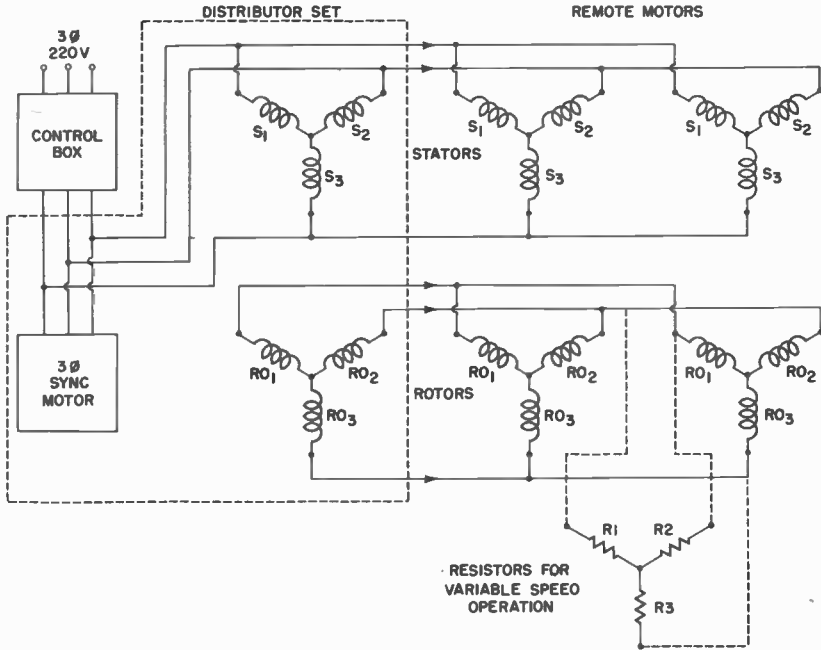 DISTRIBUTOR SET
REMOTE MOTORS
3Ø
220V
CONTROL
BOX
S1
S2
S3
STATORS
S1
S2
S3
S1
S2
S3
3Ø
SYNC
MOTOR
RO1
RO2
RO3
ROTORS
RO1
RO2
RO3
RO1
RO2
RO3
R1
R2
R3
RESISTORS FOR
VARIABLE SPEED
OPERATION